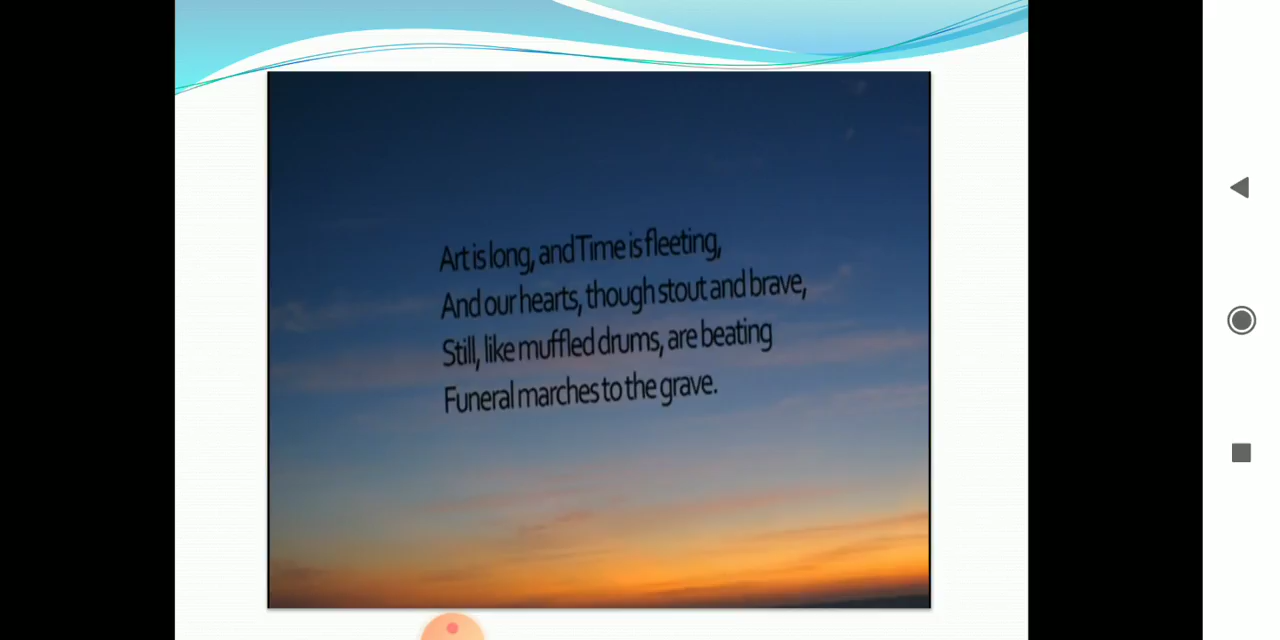 Art is long, and Time is fleeting,
And our hearts, though stout and brave,
Still, like muffled drums, are beating
Funeral marches to the grave.